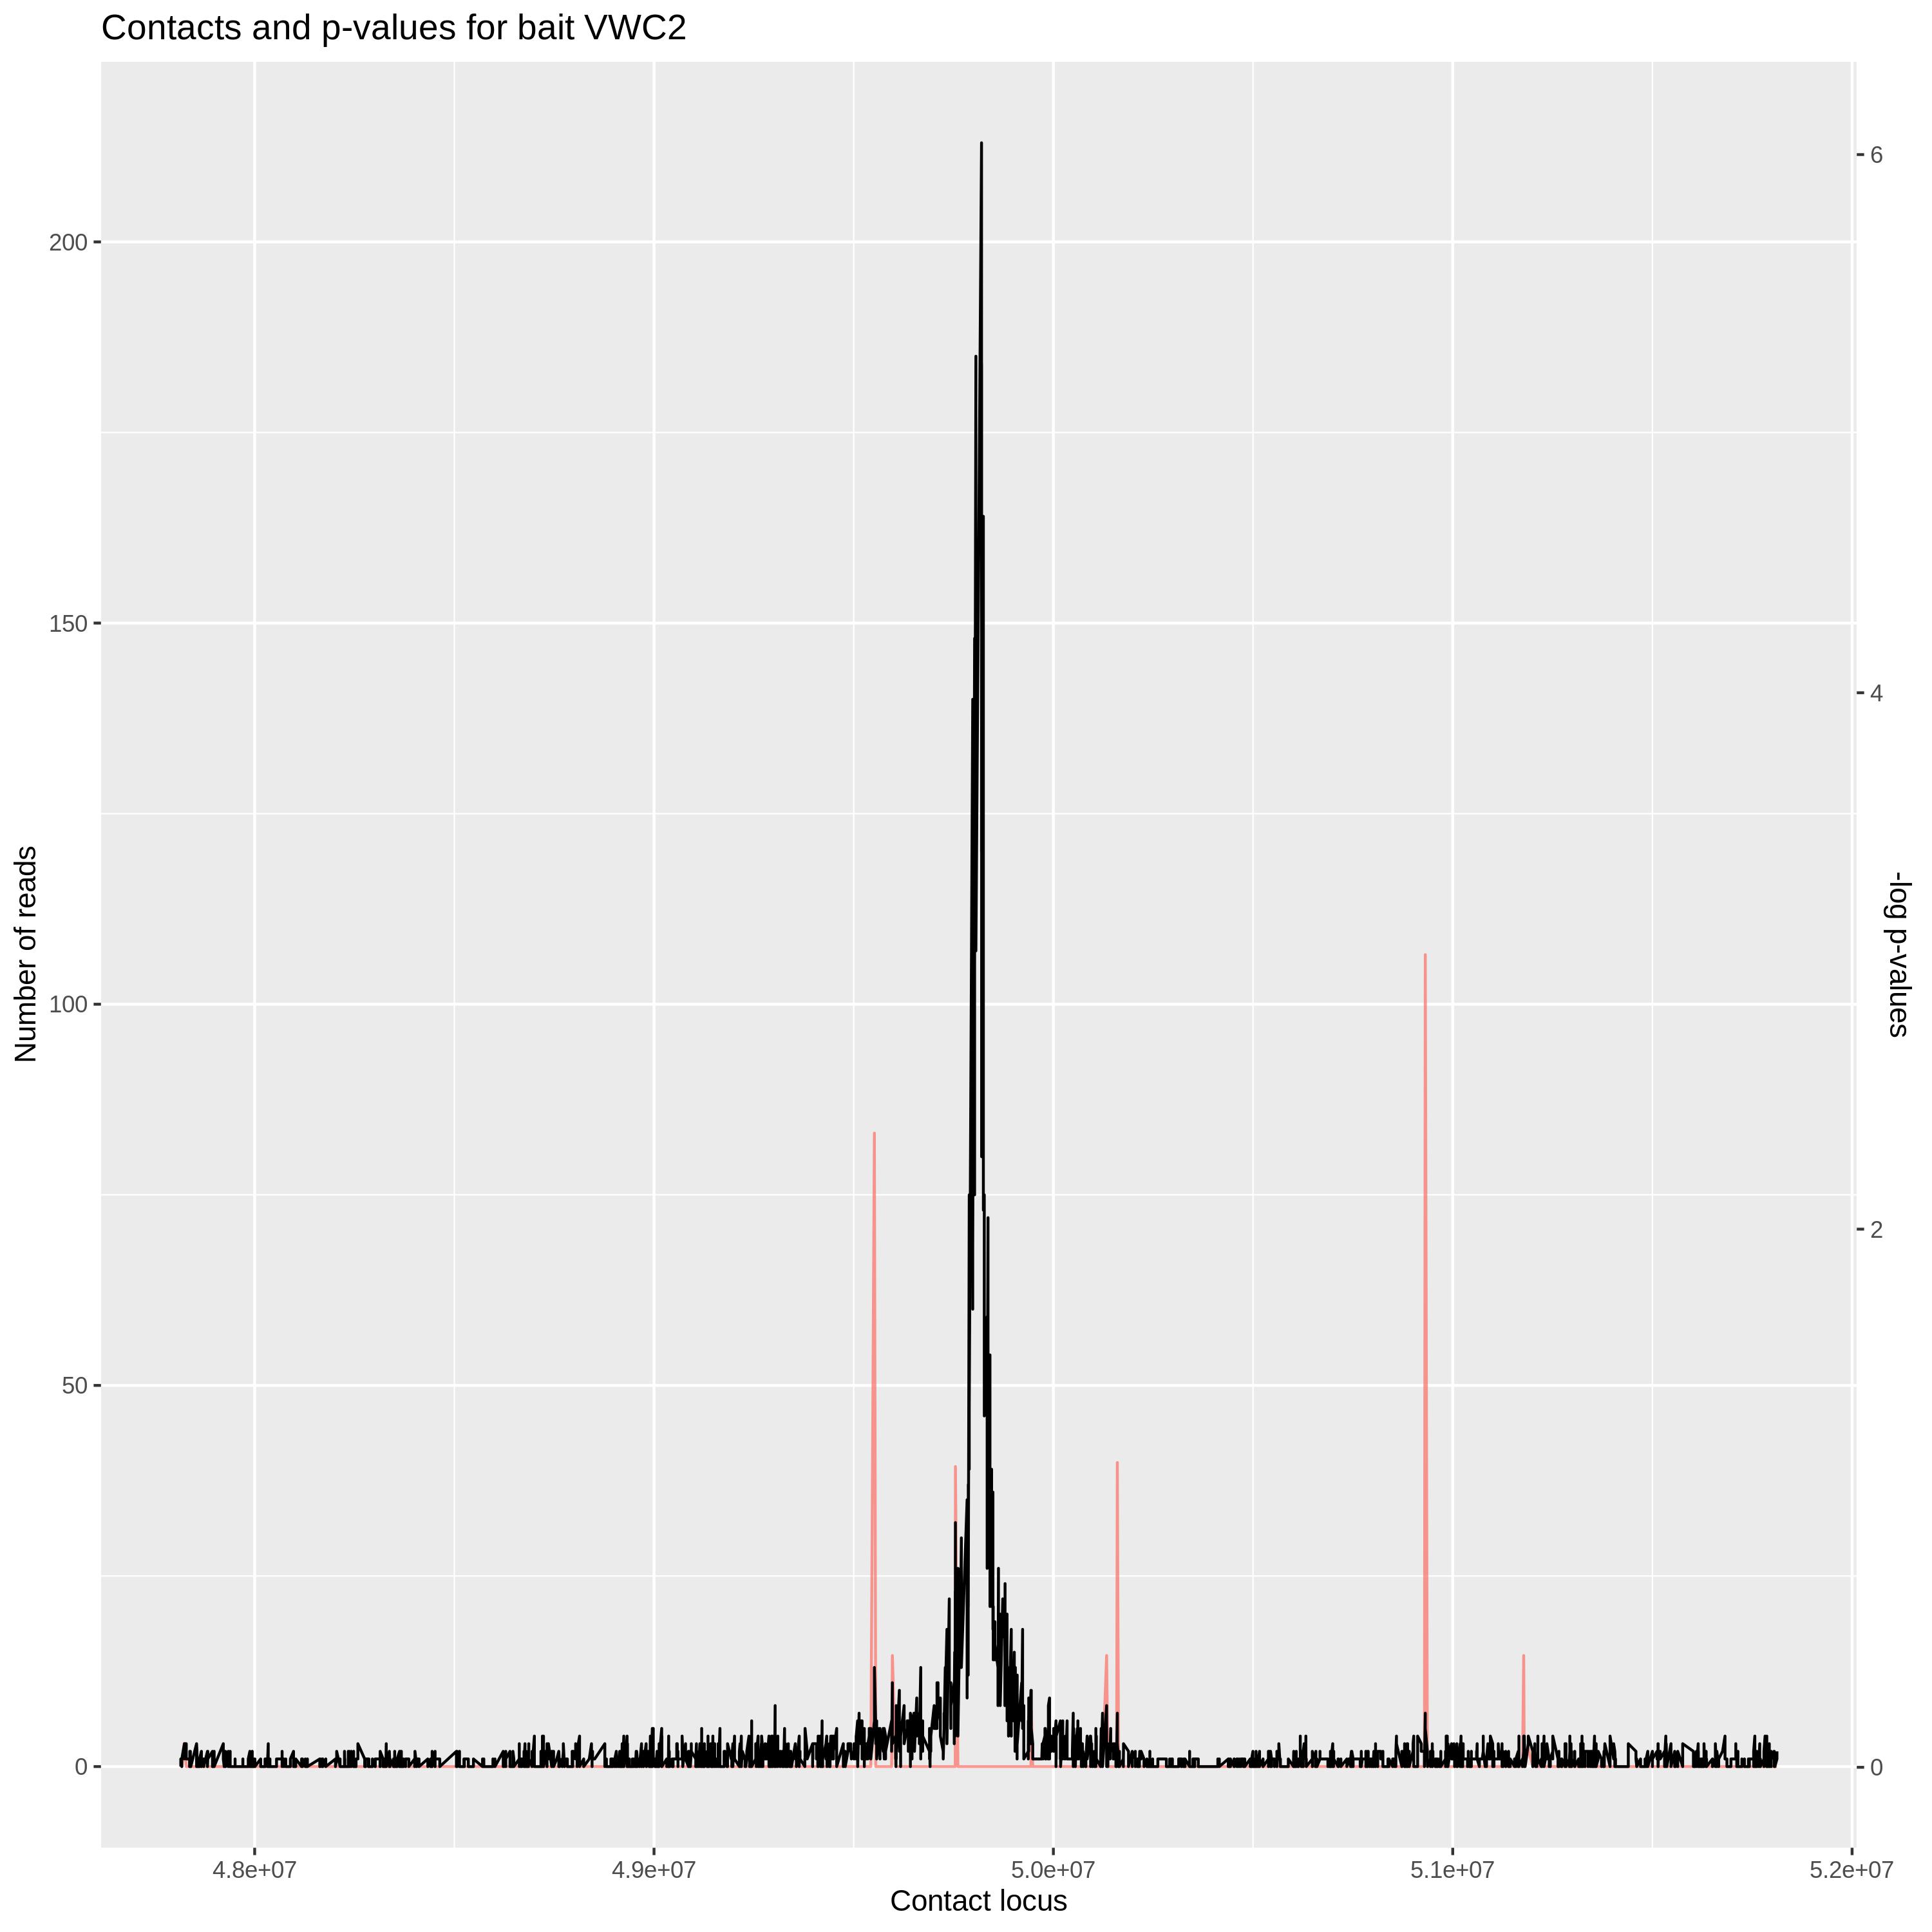 Contacts and p-values for bait VWC2
Number of reads
200
150
100
50
0
6
4
2
0
-log p-values
4.8e+07
4.9e+07
5.0e+07
5.1e+07
5.2e+07
Contact locus